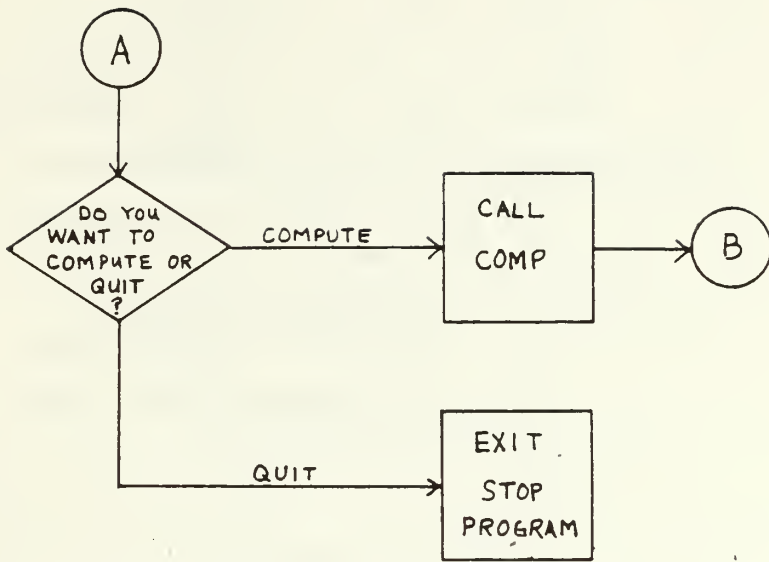 A
DO YOU
WANT TO
COMPUTE OR
QUIT
?
COMPUTE
CALL
COMP
B
QUIT
EXIT
STOP
PROGRAM